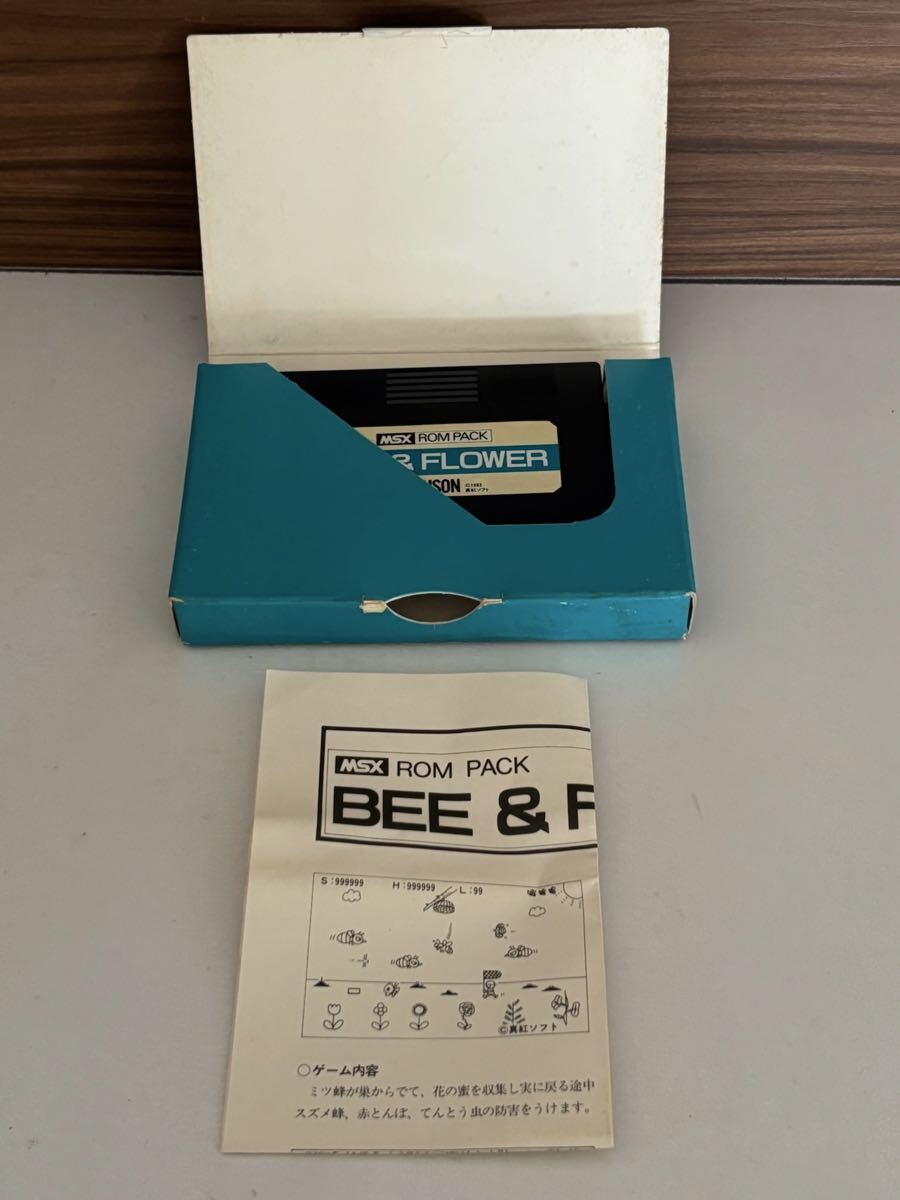 MSX ROM PACK
& FLOWER
SON ©1983
真紅ソフト
MSX ROM PACK
BEE & F
S:999999 H:999999 L:99
©真紅ソフト
○ゲーム内容
ミツ蜂が巣からでて、花の蜜を収集し実に戻る途中
スズメ蜂、赤とんぼ、てんとう虫の防害をうけます。